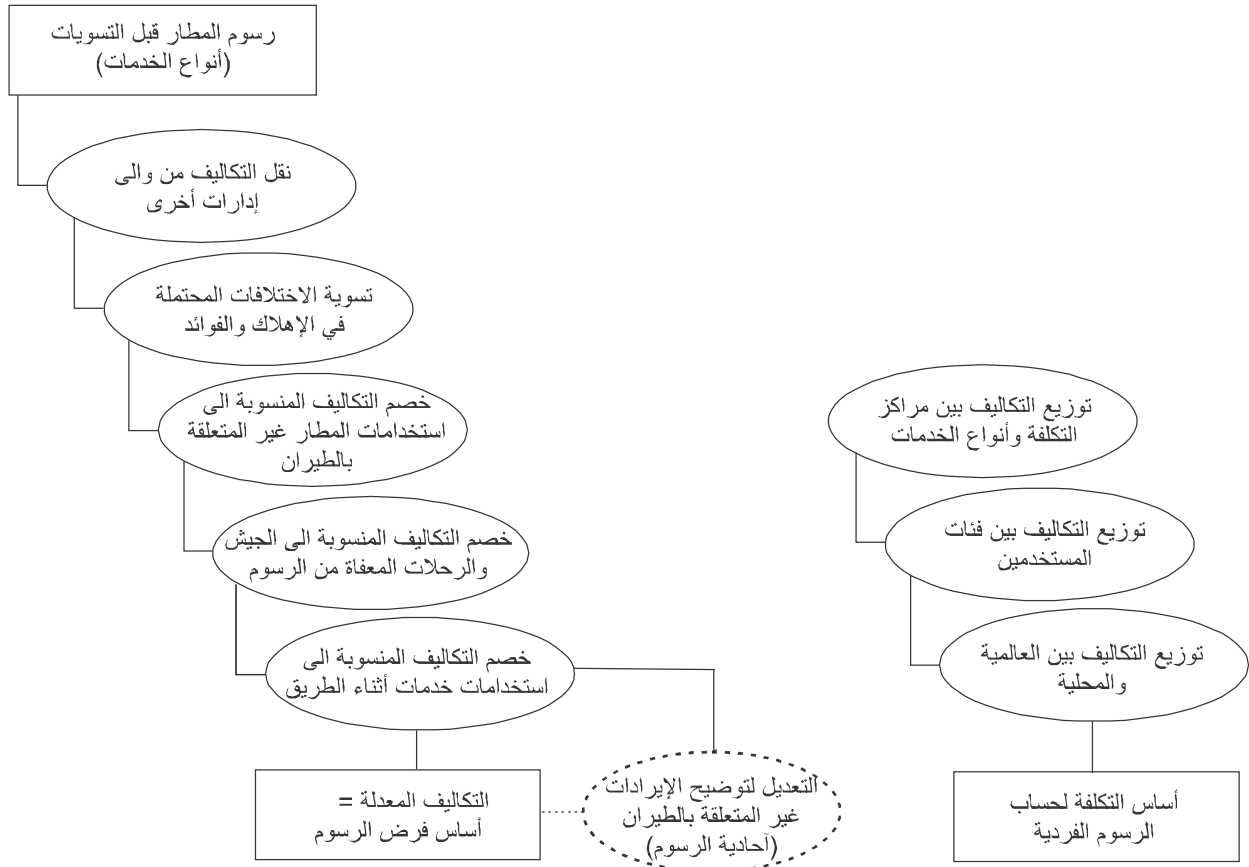 رسوم المطار قبل التسويات
(أنواع الخدمات)
نقل التكاليف من والى
إدارات أخرى
تسوية الاختلافات المحتملة
في الإهلاك والفوائد
خصم التكاليف المنسوبة الى
استخدامات المطار غير المتعلقة
بالطيران
خصم التكاليف المنسوبة الى الجيش
والرحلات المعفاة من الرسوم
خصم التكاليف المنسوبة الى
استخدامات خدمات أثناء الطريق
التكاليف المعدلة =
أساس فرض الرسوم
التعديل لتوضيح الإيرادات
غير المتعلقة بالطيران
(آحادية الرسوم)
توزيع التكاليف بين مراكز
التكلفة وأنواع الخدمات
توزيع التكاليف بين فئات
المستخدمين
توزيع التكاليف بين العالمية
والمحلية
أساس التكلفة لحساب
الرسوم الفردية